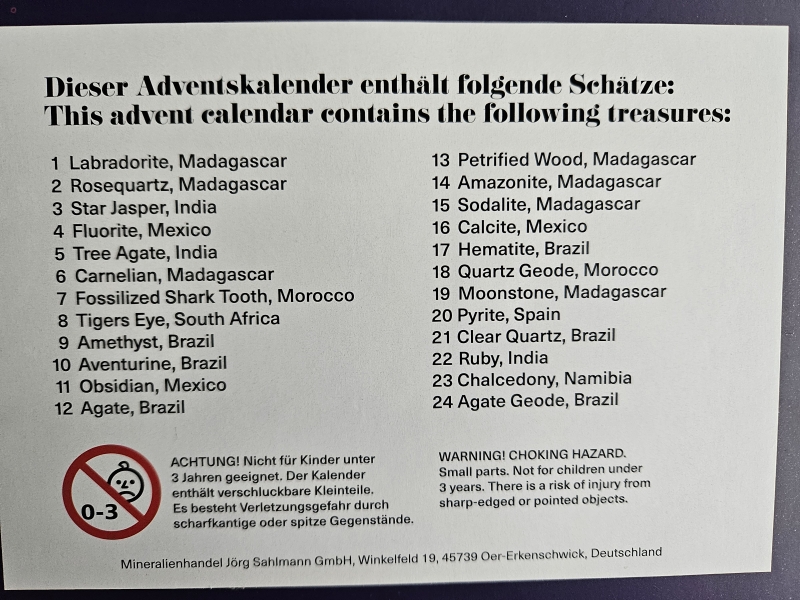 Dieser Adventskalender enthält folgende Schätze:
This advent calendar contains the following treasures:
1 Labradorite, Madagascar
2 Rosequartz, Madagascar
3 Star Jasper, India
4 Fluorite, Mexico
5 Tree Agate, India
6 Carnelian, Madagascar
7 Fossilized Shark Tooth, Morocco
8 Tigers Eye, South Africa
9 Amethyst, Brazil
10 Aventurine, Brazil
11 Obsidian, Mexico
12 Agate, Brazil
13 Petrified Wood, Madagascar
14 Amazonite, Madagascar
15 Sodalite, Madagascar
16 Calcite, Mexico
17 Hematite, Brazil
18 Quartz Geode, Morocco
19 Moonstone, Madagascar
20 Pyrite, Spain
21 Clear Quartz, Brazil
22 Ruby, India
23 Chalcedony, Namibia
24 Agate Geode, Brazil
0-3
ACHTUNG! Nicht für Kinder unter
3 Jahren geeignet. Der Kalender
enthält verschluckbare Kleinteile.
Es besteht Verletzungsgefahr durch
scharfkantige oder spitze Gegenstände.
WARNING! CHOKING HAZARD.
Small parts. Not for children under
3 years. There is a risk of injury from
sharp-edged or pointed objects.
Mineralienhandel Jörg Sahlmann GmbH, Winkelfeld 19, 45739 Oer-Erkenschwick, Deutschland